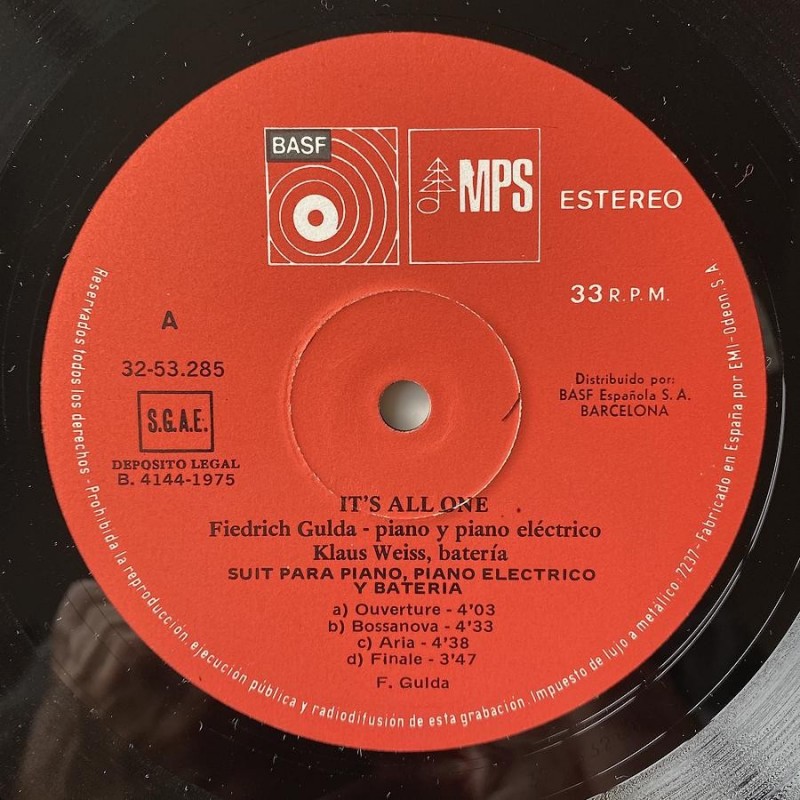 BASF
MPS
ESTEREO
33 R.P.M.
A
32-53.285
S.G.A.E.
DEPOSITO LEGAL
B. 4144-1975
Distribuido por:
BASF Española S. A.
BARCELONA
IT'S ALL ONE
Fiedrich Gulda - piano y piano eléctrico
Klaus Weiss, batería
SUIT PARA PIANO, PIANO ELECTRICO
Y BATERIA
a) Ouverture - 4'03
b) Bossanova - 4'33
c) Aria - 4'38
d) Finale - 3'47
F. Gulda
Reservados todos los derechos - Prohibida la reproducción, ejecución pública y radiodifusión de esta grabación. Impuesto de lujo a metálico: 7237 - Fabricado en España por EMI-Odeon, S.A